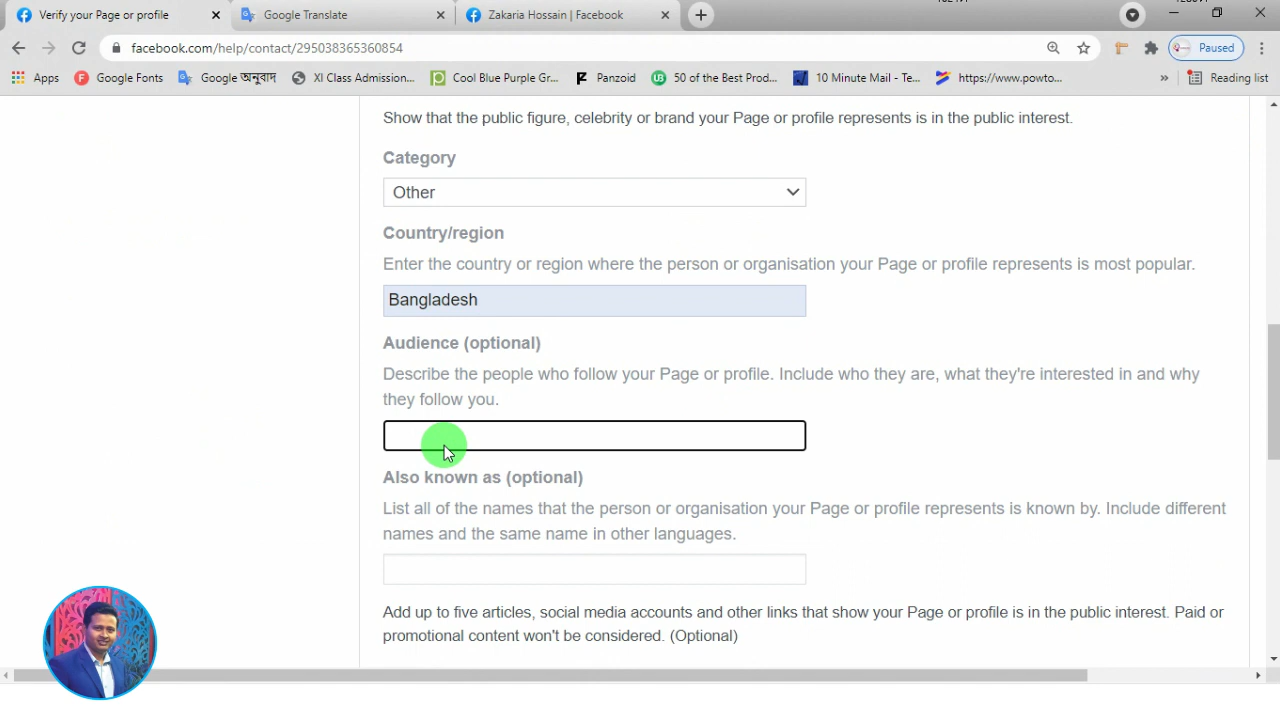 Verify your Page or profile
Google Translate
Zakaria Hossain | Facebook
facebook.com/help/contact/295038365360854
Paused
Apps
Google Fonts
Google অনুবাদ
XI Class Admission...
Cool Blue Purple Gr...
Panzoid
50 of the Best Prod...
10 Minute Mail - Te...
https://www.powto...
»
Reading list
Show that the public figure, celebrity or brand your Page or profile represents is in the public interest.
Category
Other
Country/region
Enter the country or region where the person or organisation your Page or profile represents is most popular.
Bangladesh
Audience (optional)
Describe the people who follow your Page or profile. Include who they are, what they're interested in and why
they follow you.
Also known as (optional)
List all of the names that the person or organisation your Page or profile represents is known by. Include different
names and the same name in other languages.
Add up to five articles, social media accounts and other links that show your Page or profile is in the public interest. Paid or
promotional content won't be considered. (Optional)